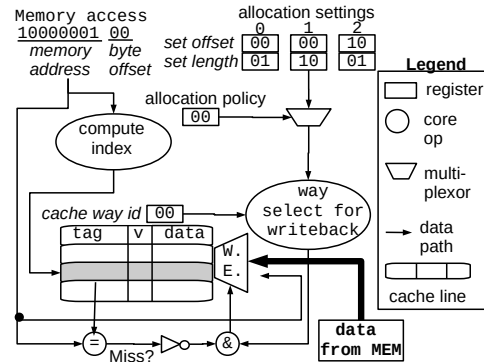 Memory access
10000001 00
memory address
byte offset
allocation settings
0 1 2
set offset 00 00 10
set length 01 10 01
allocation policy
00
compute index
cache way id 00
way select for writeback
tag v data
W. E.
=
Miss?
&
data from MEM
Legend
register
core op
multi-plexor
data path
cache line